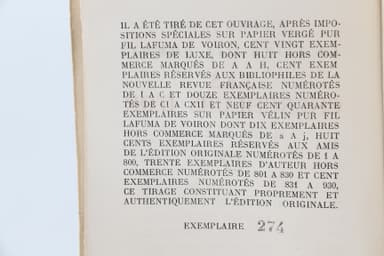 IL A ÉTÉ TIRÉ DE CET OUVRAGE, APRÈS IMPO-
SITIONS SPÉCIALES SUR PAPIER VERGÉ PUR
FIL LAFUMA DE VOIRON, CENT VINGT EXEM-
PLAIRES DE LUXE, DONT HUIT HORS COM-
MERCE MARQUÉS DE A A H, CENT EXEM
PLAIRES RÉSERVÉS AUX BIBLIOPHILES DE LA
NOUVELLE REVUE FRANÇAISE NUMÉROTÉS
DE I A C ET DOUZE EXEMPLAIRES NUMÉRO-
TÉS DE CI A CXII ET NEUF CENT QUARANTE
EXEMPLAIRES SUR PAPIER VÉLIN PUR FIL
LAFUMA DE VOIRON DONT DIX EXEMPLAIRES
HORS COMMERCE MARQUÉS DE a A j, HUIT
CENTS EXEMPLAIRES RÉSERVÉS AUX AMIS
DE L'ÉDITION ORIGINALE NUMÉROTÉS DE 1 A
800, TRENTE EXEMPLAIRES D'AUTEUR HORS
COMMERCE NUMÉROTÉS DE 801 A 830 ET CENT
EXEMPLAIRES NUMÉROTÉS DE 831 A 930,
CE TIRAGE CONSTITUANT PROPREMENT ET
AUTHENTIQUEMENT L'ÉDITION ORIGINALE.
EXEMPLAIRE 274